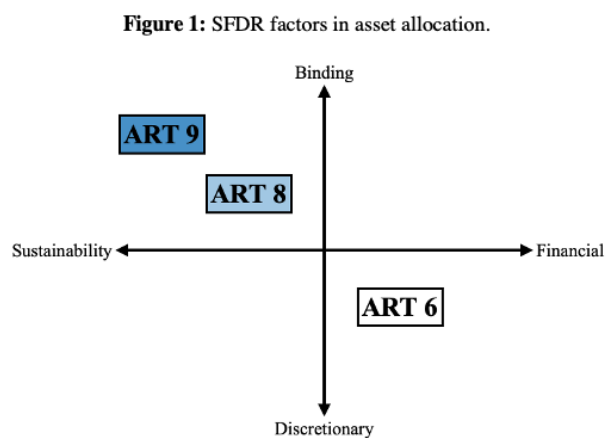 Figure 1: SFDR factors in asset allocation.
Binding
ART 9
ART 8
Sustainability
Financial
ART 6
Discretionary